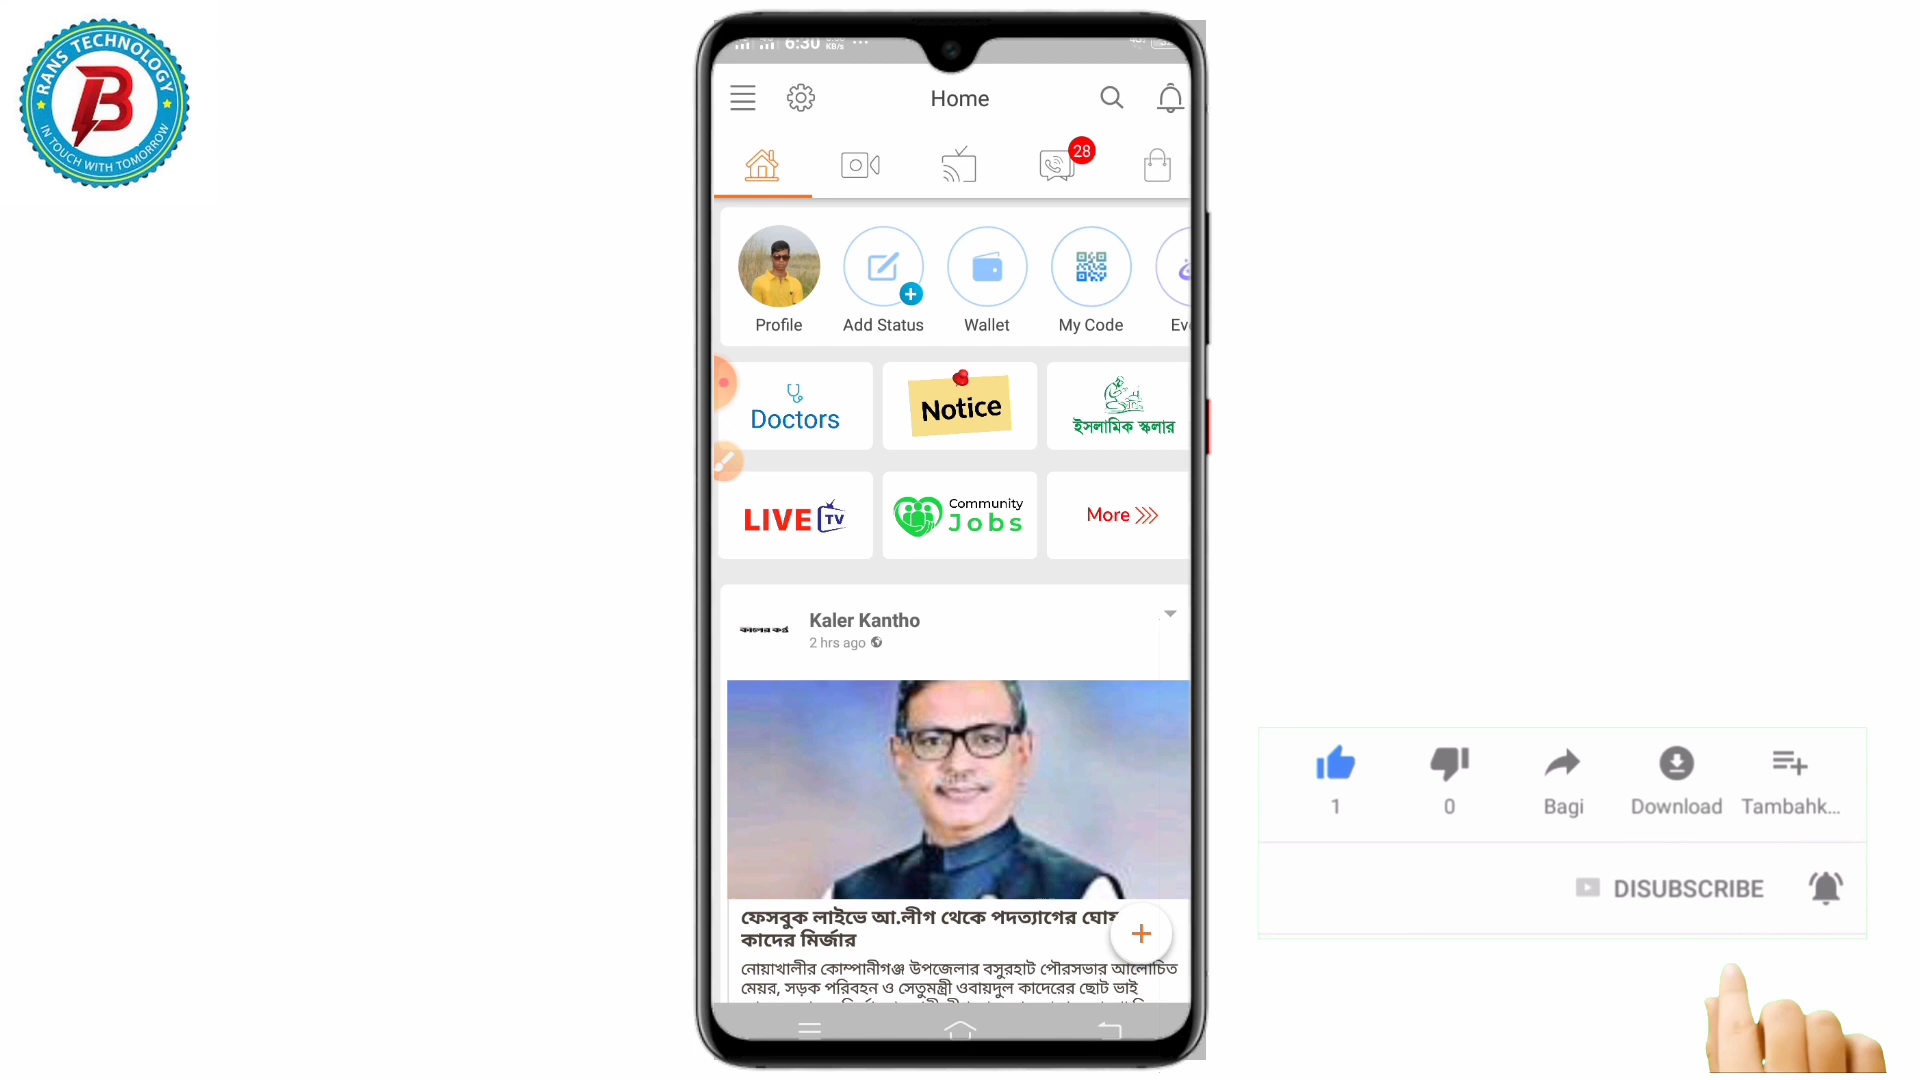 RANS TECHNOLOGY
B
IN TOUCH WITH TOMORROW
6:30
KB/s
Home
28
Profile
Add Status
Wallet
My Code
Doctors
Notice
ইসলামিক স্কলার
LIVE TV
Community
Jobs
More
কালের কণ্ঠ
Kaler Kantho
2 hrs ago
ফেসবুক লাইভে আ.লীগ থেকে পদত্যাগের
কাদের মির্জার
নোয়াখালীর কোম্পানীগঞ্জ উপজেলার বসুরহাট পৌরসভার আলোচিত
মেয়র, সড়ক পরিবহন ও সেতুমন্ত্রী ওবায়দুল কাদেরের ছোট ভাই
1
0
Bagi
Download
Tambahk...
DISUBSCRIBE